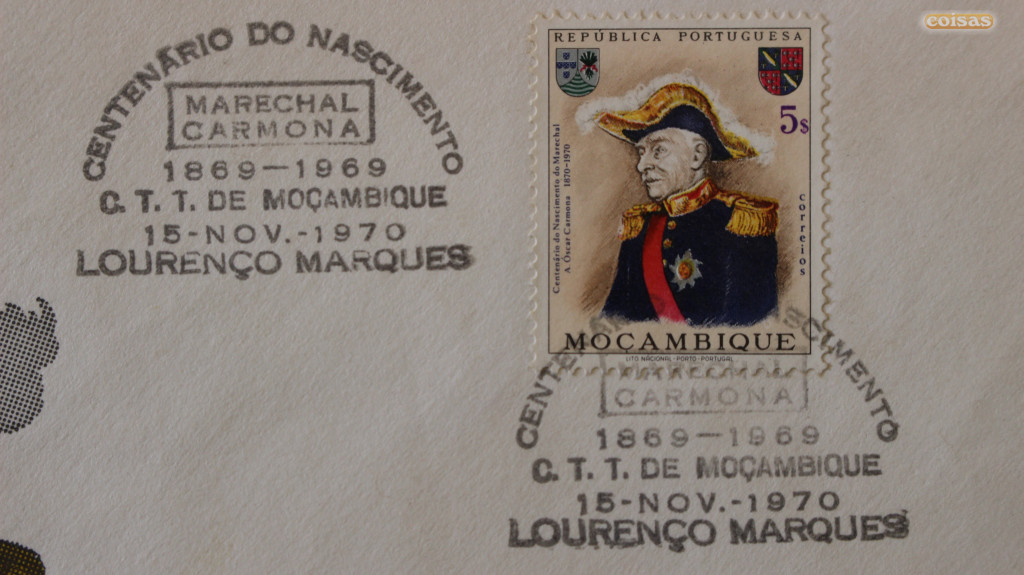 coisas
CENTENÁRIO DO NASCIMENTO
MARECHAL
CARMONA
1869-1969
C. T. T. DE MOÇAMBIQUE
15-NOV.-1970
LOURENÇO MARQUES
REPÚBLICA PORTUGUESA
5$
Centenário do Nascimento do Marechal
A. Óscar Carmona 1870-1970
correios
MOÇAMBIQUE
LITO NACIONAL - PORTO - PORTUGAL
MARECHAL
CARMONA
1869-1969
C. T. T. DE MOÇAMBIQUE
15-NOV.-1970
LOURENÇO MARQUES